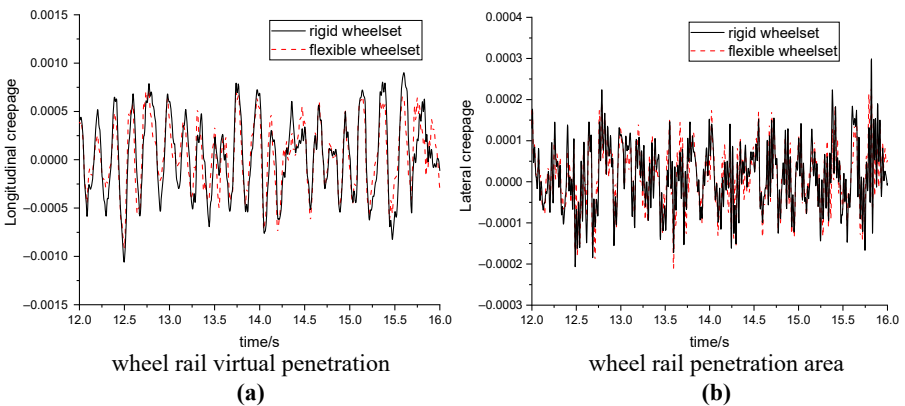 0.0015
0.0010
0.0005
0.0000
−0.0005
−0.0010
−0.0015
Longitudinal creepage
rigid wheelset
flexible wheelset
12.0 12.5 13.0 13.5 14.0 14.5 15.0 15.5 16.0
time/s
wheel rail virtual penetration
(a)
0.0004
0.0003
0.0002
0.0001
0.0000
−0.0001
−0.0002
−0.0003
Lateral creepage
rigid wheelset
flexible wheelset
12.0 12.5 13.0 13.5 14.0 14.5 15.0 15.5 16.0
time/s
wheel rail penetration area
(b)